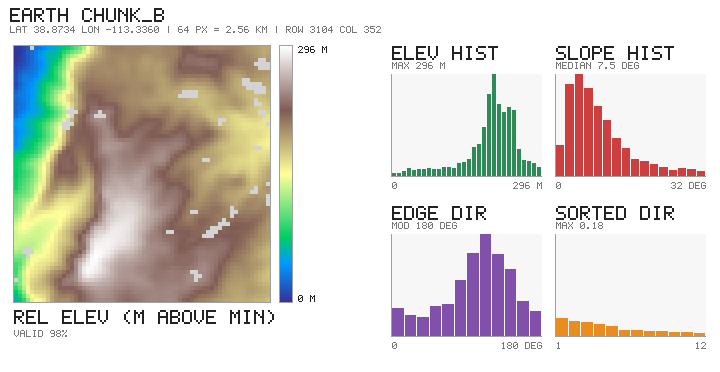 EARTH CHUNK_B
LAT 38.8734 LON -113.3360 | 64 PX = 2.56 KM | ROW 3104 COL 352
296 M
0 M
REL ELEV (M ABOVE MIN)
VALID 98%
ELEV HIST
MAX 296 M
0 296 M
SLOPE HIST
MEDIAN 7.5 DEG
0 32 DEG
EDGE DIR
MOD 180 DEG
0 180 DEG
SORTED DIR
MAX 0.18
1 12